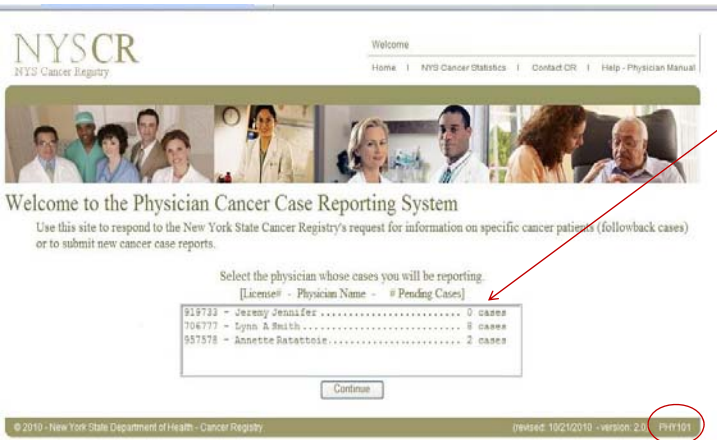 NYSCR
NYS Cancer Registry
Welcome
Home | NYS Cancer Statistics | Contact CR | Help - Physician Manual
Welcome to the Physician Cancer Case Reporting System
Use this site to respond to the New York State Cancer Registry's request for information on specific cancer patients (followback cases)
or to submit new cancer case reports.
Select the physician whose cases you will be reporting.
[License# - Physician Name - # Pending Cases]
919733 - Jeremy Jennifer ........................ 0 cases
706777 - Lynn A Smith ........................... 8 cases
957578 - Annette Ratattoie....................... 2 cases
Continue
© 2010 - New York State Department of Health - Cancer Registry
(revised: 10/21/2010 - version: 2.0) PHY101